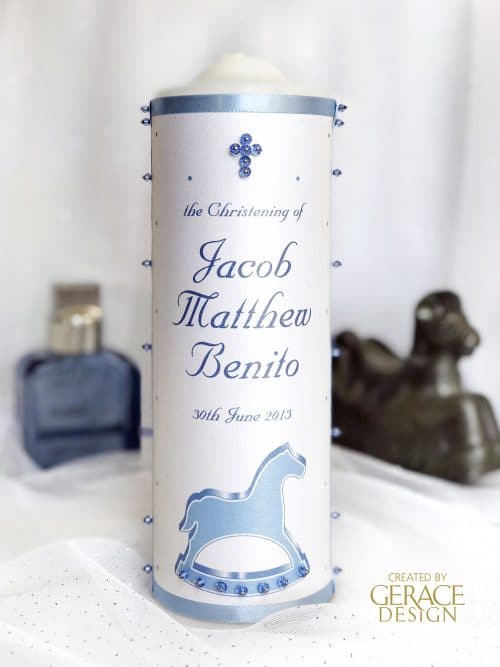 the Christening of
Jacob
Matthew
Benito
30th June 2013
CREATED BY
GERACE
DESIGN